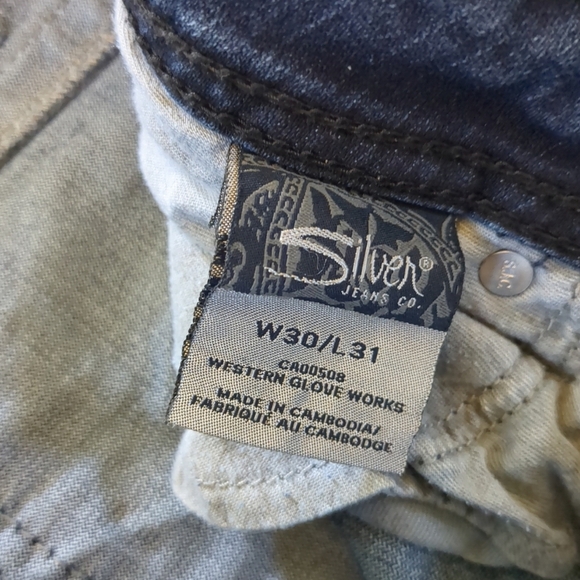 Silver®
JEANS CO.
W30/L31
CA00508
WESTERN GLOVE WORKS
MADE IN CAMBODIA/
FABRIQUE AU CAMBODGE